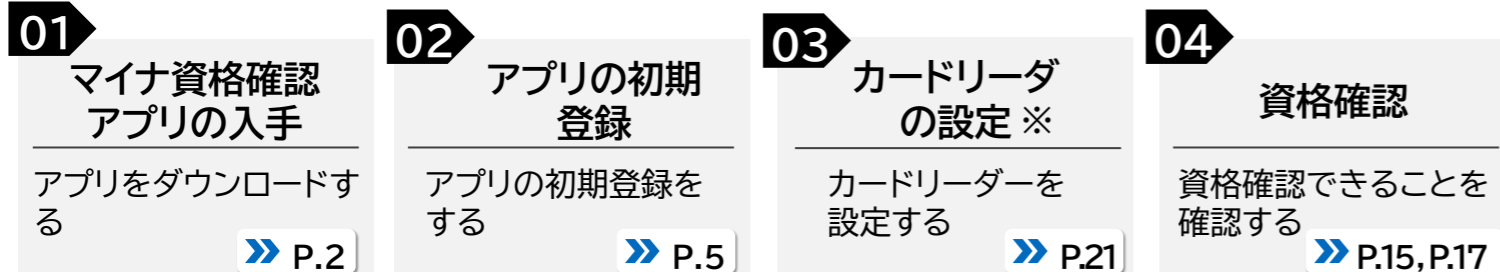 01
マイナ資格確認
アプリの入手
アプリをダウンロードす
る
P.2
02
アプリの初期
登録
アプリの初期登録を
する
P.5
03
カードリーダ
の設定 ※
カードリーダーを
設定する
P.21
04
資格確認
資格確認できることを
確認する
P.15,P.17